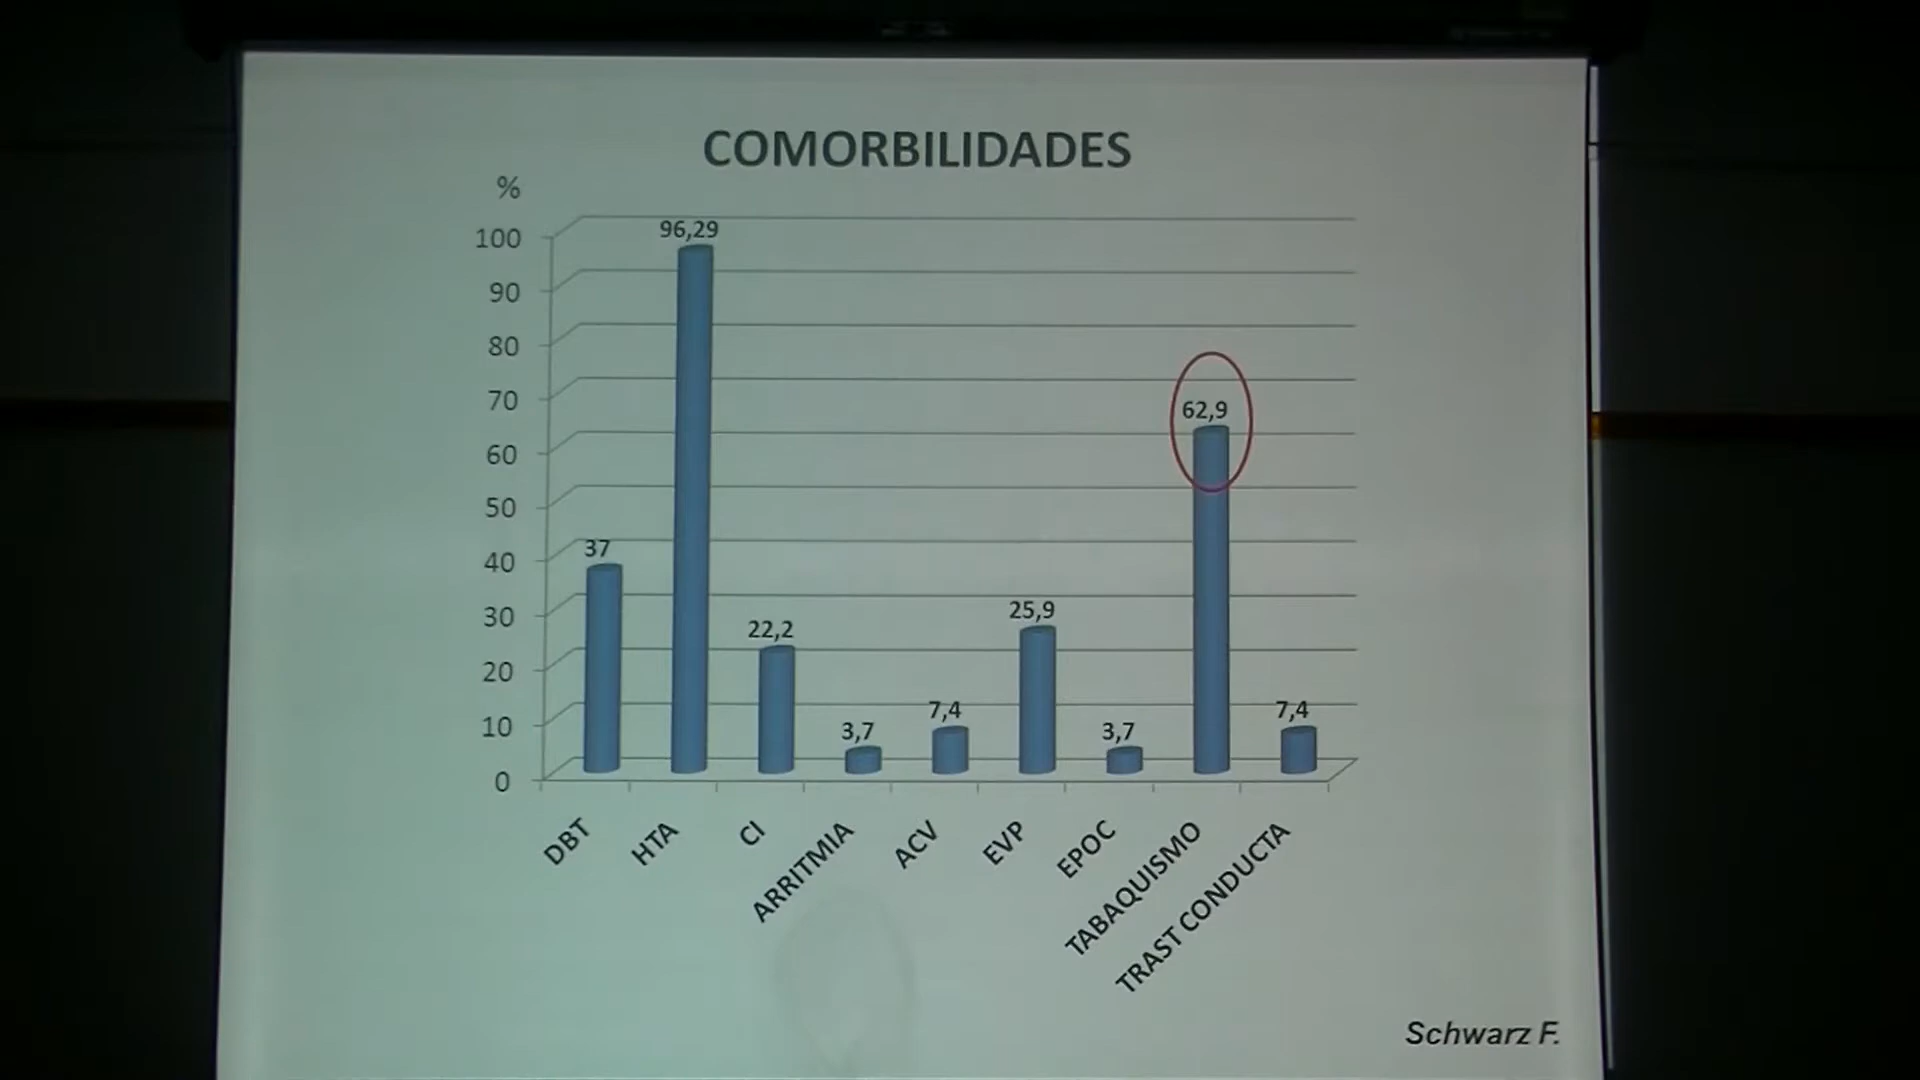 COMORBILIDADES
%
100
90
80
70
60
50
40
30
20
10
0
37
96,29
22,2
3,7
7,4
25,9
3,7
62,9
7,4
DBT
HTA
CI
ARRITMIA
ACV
EVP
EPOC
TABAQUISMO
TRAST CONDUCTA
Schwarz F.